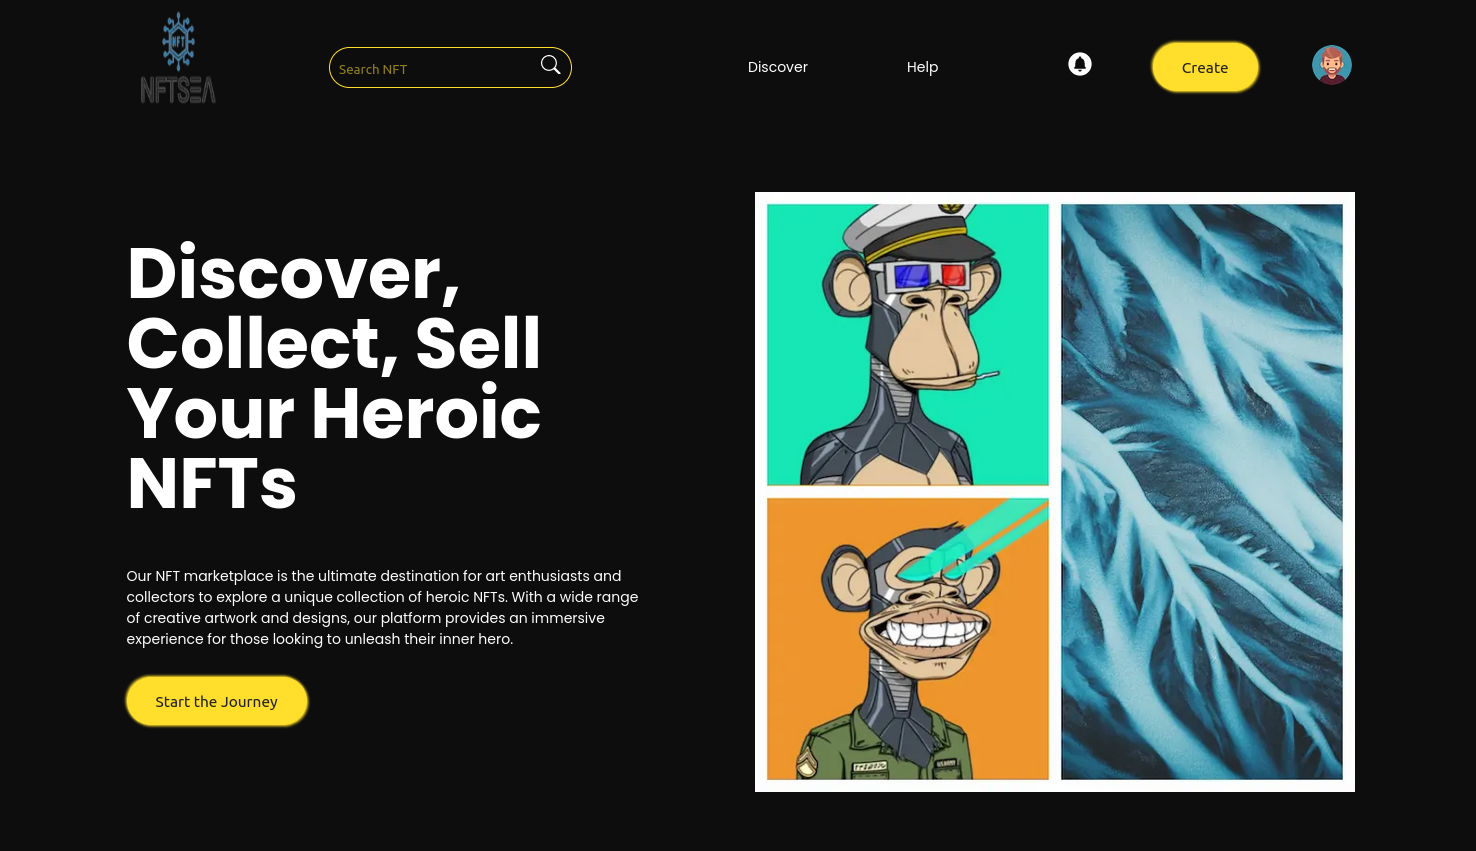 NFT
NFTSEA
Search NFT
Discover
Help
Create
Discover,
Collect, Sell
Your Heroic
NFTs
Our NFT marketplace is the ultimate destination for art enthusiasts and
collectors to explore a unique collection of heroic NFTs. With a wide range
of creative artwork and designs, our platform provides an immersive
experience for those looking to unleash their inner hero.
Start the Journey